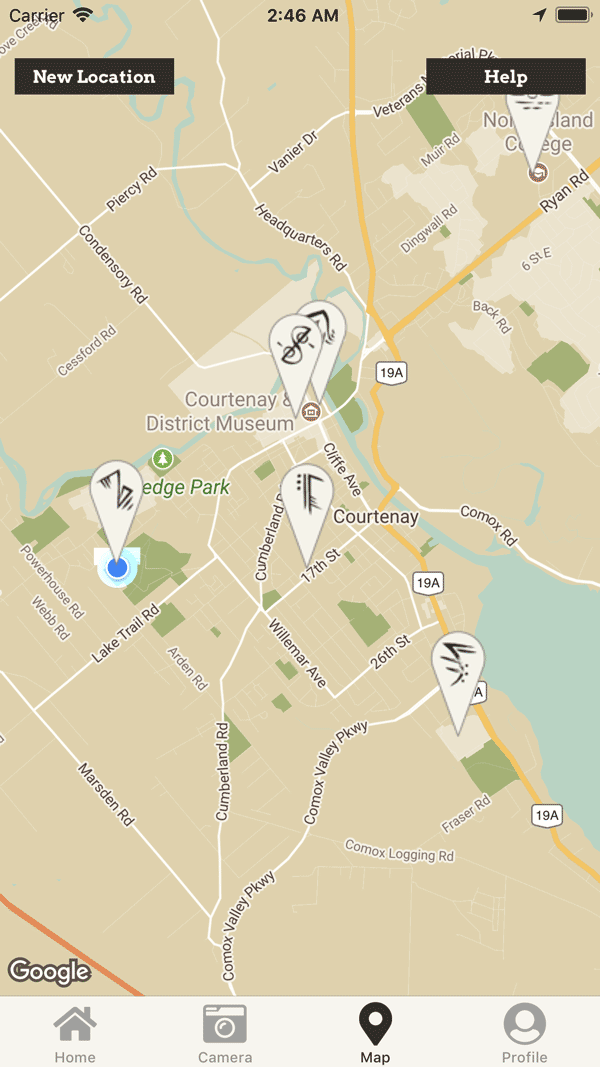 Carrier 2:46 AM
New Location
Help
Veterans Memorial Pk
North Island
College
Vanier Dr
Muir Rd
Piercy Rd
Ryan Rd
Headquarters Rd
Dingwall Rd
Condensory Rd
6 St E
Back Rd
Cessford Rd
19A
Courtenay &
District Museum
Cliffe Ave
edge Park
Cumberland
Courtenay
Comox Rd
Powerhouse Rd
17th St
19A
Webb Rd
Lake Trail Rd
Willemar Ave
26th St
Arden Rd
A
Cumberland Rd
Comox Valley Pkwy
Marsden Rd
Fraser Rd
19A
Comox Logging Rd
Comox Valley Pkwy
Google
Home
Camera
Map
Profile